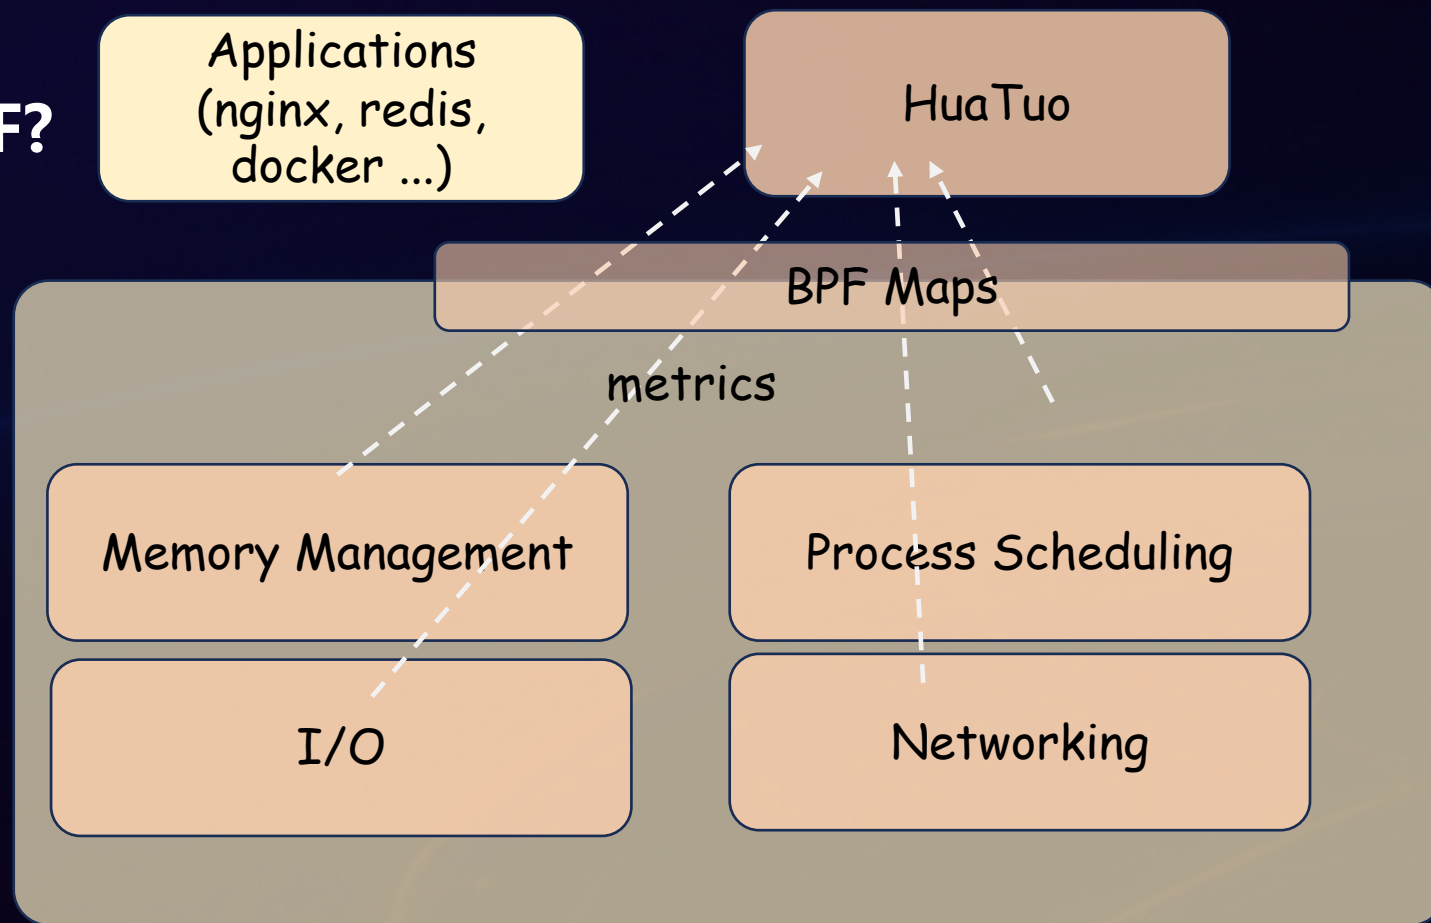 F?
Applications
(nginx, redis,
docker ...)
HuaTuo
BPF Maps
metrics
Memory Management
Process Scheduling
I/O
Networking